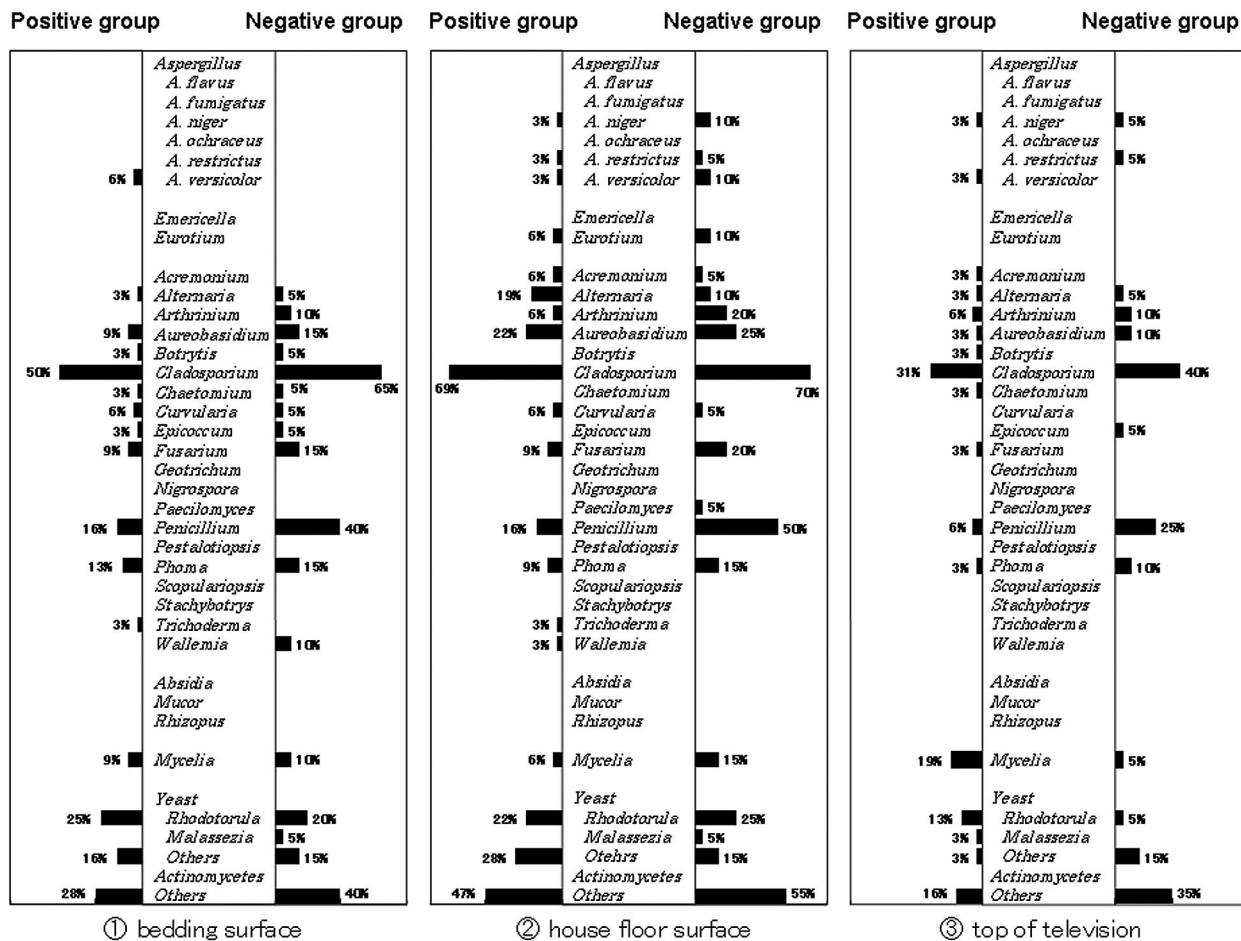 Positive group Negative group Positive group Negative group Positive group Negative group
Aspergillus Aspergillus Aspergillus
A. flavus A. flavus A. flavus
A. fumigatus A. fumigatus A. fumigatus
A. niger 3% A. niger 10% 3% A. niger 5%
A. ochraceus A. ochraceus A. ochraceus
A. restrictus 3% A. restrictus 5% A. restrictus 5%
6% A. versicolor 3% A. versicolor 10% 3% A. versicolor
Emericella Emericella Emericella
Eurotium 6% Eurotium 10% Eurotium
Acremonium 6% Acremonium 5% 3% Acremonium
3% Alternaria 5% 19% Alternaria 10% 3% Alternaria 5%
Arthrinium 10% 6% Arthrinium 20% 6% Arthrinium 10%
9% Aureobasidium 15% 22% Aureobasidium 25% 3% Aureobasidium 10%
3% Botrytis 5% Botrytis 3% Botrytis
50% Cladosporium 65% 69% Cladosporium 70% 31% Cladosporium 40%
3% Chaetomium 5% Chaetomium 3% Chaetomium
6% Curvularia 5% 6% Curvularia 5% Curvularia
3% Epicoccum 5% Epicoccum Epicoccum 5%
9% Fusarium 15% 9% Fusarium 20% 3% Fusarium
Geotrichum Geotrichum Geotrichum
Nigrospora Nigrospora Nigrospora
Paecilomyces Paecilomyces 5% Paecilomyces
16% Penicillium 40% 16% Penicillium 50% 6% Penicillium 25%
Pestalotiopsis Pestalotiopsis Pestalotiopsis
13% Phoma 15% 9% Phoma 15% 3% Phoma 10%
Scopulariopsis Scopulariopsis Scopulariopsis
Stachybotrys Stachybotrys Stachybotrys
3% Trichoderma 3% Trichoderma Trichoderma
Wallemia 10% 3% Wallemia Wallemia
Absidia Absidia Absidia
Mucor Mucor Mucor
Rhizopus Rhizopus Rhizopus
9% Mycelia 10% 6% Mycelia 15% 19% Mycelia 5%
Yeast Yeast Yeast
25% Rhodotorula 20% 22% Rhodotorula 25% 13% Rhodotorula 5%
Malassezia 5% Malassezia 5% 3% Malassezia
16% Others 15% 28% Otehrs 15% 3% Others 15%
Actinomycetes Actinomycetes Actinomycetes
28% Others 40% 47% Others 55% 16% Others 35%
① bedding surface ② house floor surface ③ top of television